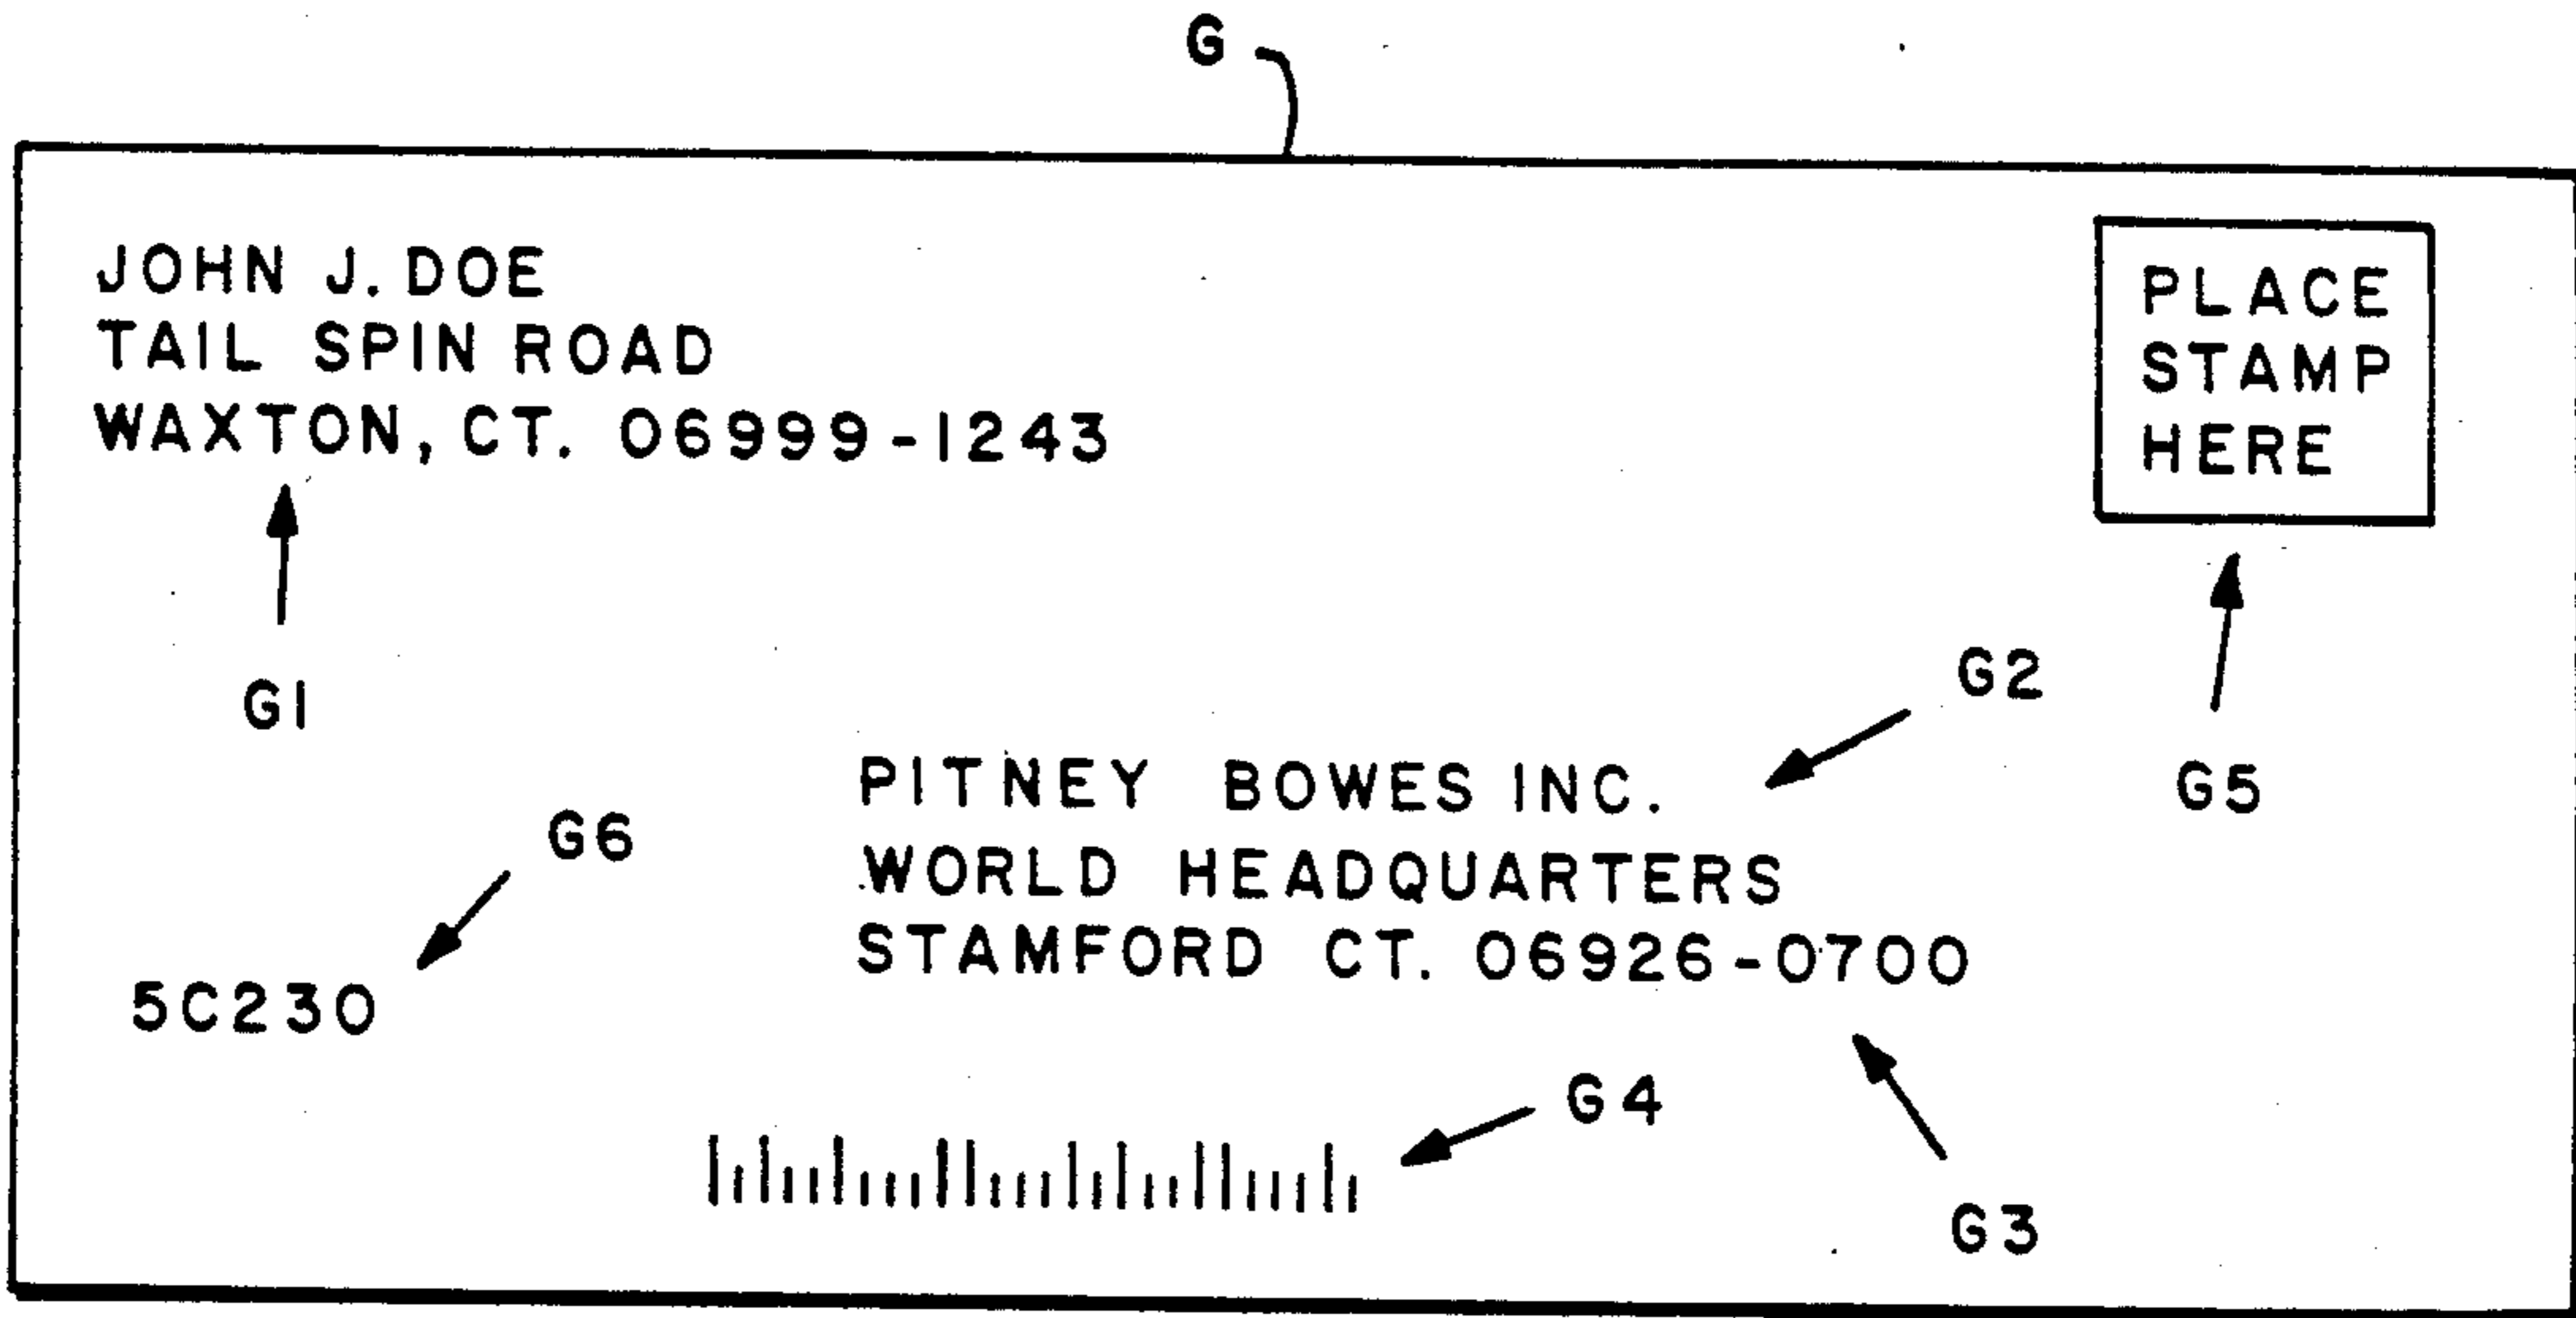 G
JOHN J. DOE
TAIL SPIN ROAD
WAXTON, CT. 06999-1243
PLACE
STAMP
HERE
G1
G2
G5
PITNEY BOWES INC.
WORLD HEADQUARTERS
STAMFORD CT. 06926-0700
G6
5C230
G4
G3